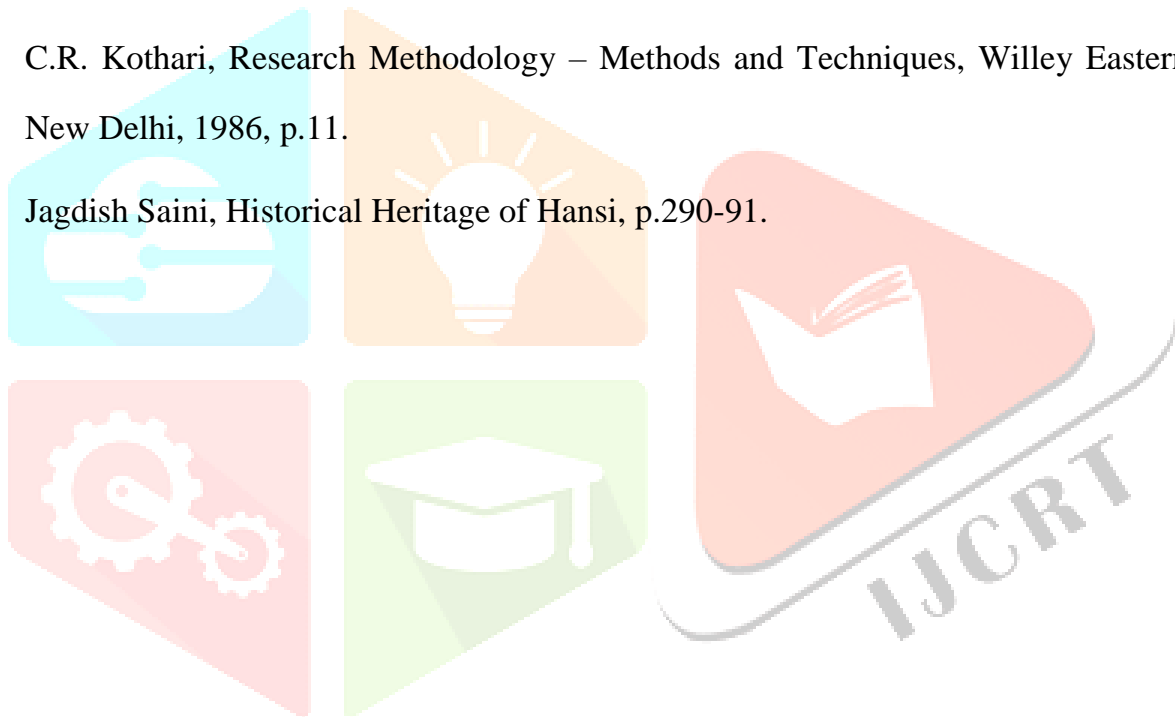 C.R. Kothari, Research Methodology – Methods and Techniques, Willey Eastern
New Delhi, 1986, p.11.
Jagdish Saini, Historical Heritage of Hansi, p.290-91.
IJCRT